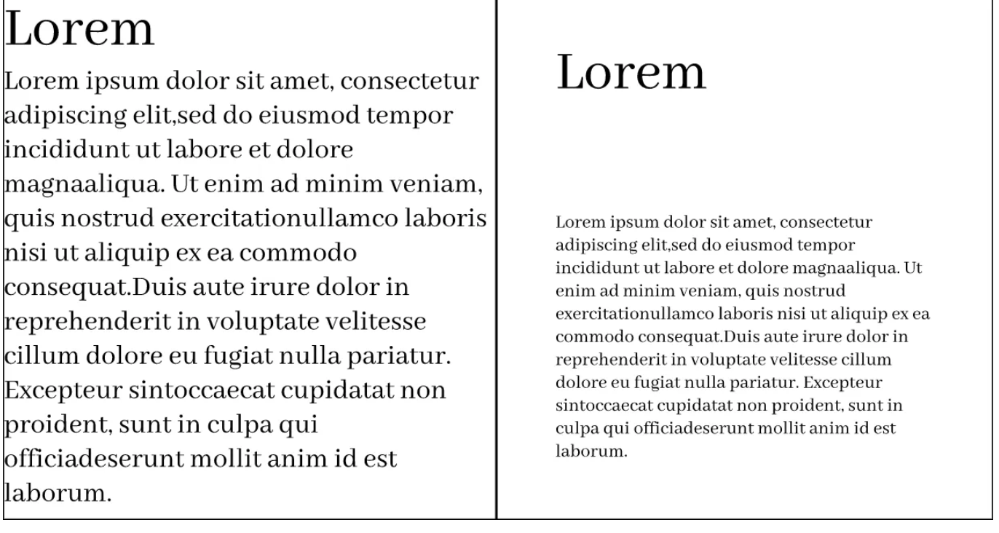 Lorem
Lorem ipsum dolor sit amet, consectetur
adipiscing elit,sed do eiusmod tempor
incididunt ut labore et dolore
magnaaliqua. Ut enim ad minim veniam,
quis nostrud exercitationullamco laboris
nisi ut aliquip ex ea commodo
consequat.Duis aute irure dolor in
reprehenderit in voluptate velitesse
cillum dolore eu fugiat nulla pariatur.
Excepteur sintoccaecat cupidatat non
proident, sunt in culpa qui
officiadeserunt mollit anim id est
laborum.
Lorem
Lorem ipsum dolor sit amet, consectetur
adipiscing elit,sed do eiusmod tempor
incididunt ut labore et dolore magnaaliqua. Ut
enim ad minim veniam, quis nostrud
exercitationullamco laboris nisi ut aliquip ex ea
commodo consequat.Duis aute irure dolor in
reprehenderit in voluptate velitesse cillum
dolore eu fugiat nulla pariatur. Excepteur
sintoccaecat cupidatat non proident, sunt in
culpa qui officiadeserunt mollit anim id est
laborum.